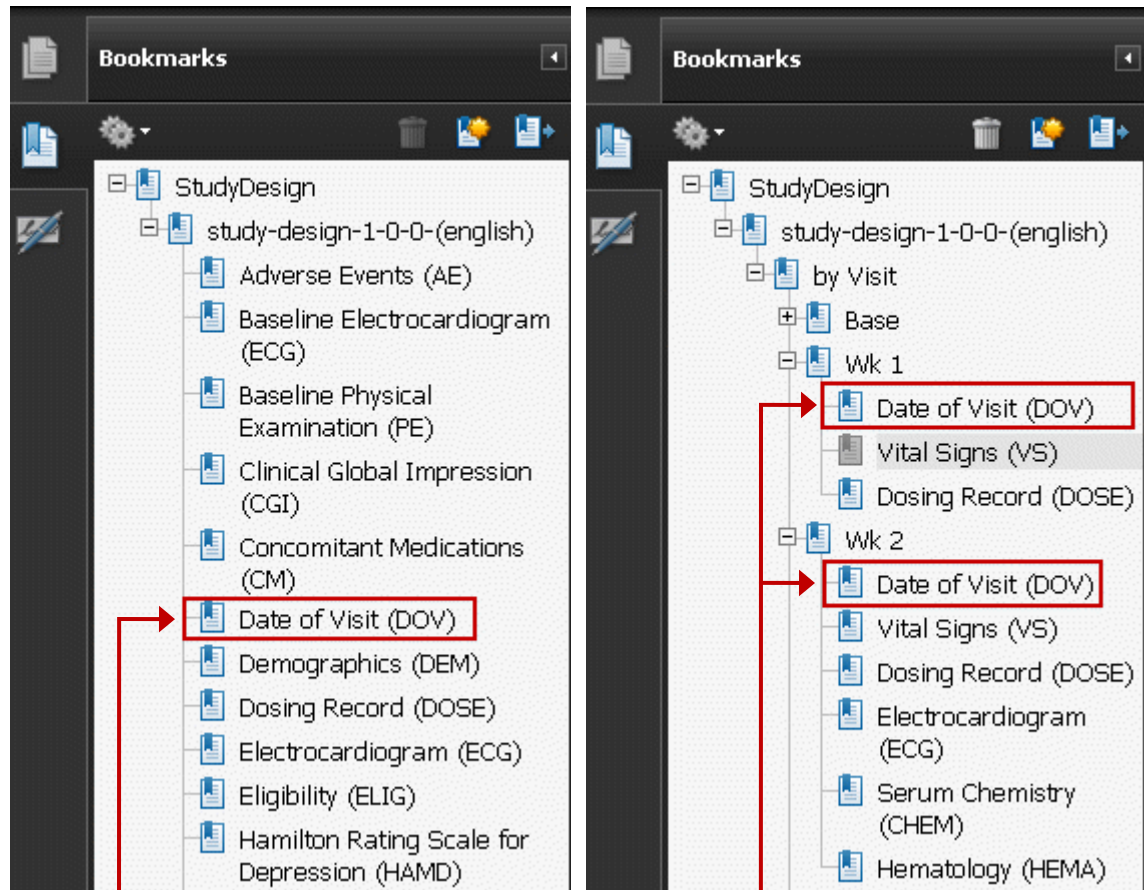 Bookmarks
StudyDesign
study-design-1-0-0-(english)
Adverse Events (AE)
Baseline Electrocardiogram
(ECG)
Baseline Physical
Examination (PE)
Clinical Global Impression
(CGI)
Concomitant Medications
(CM)
Date of Visit (DOV)
Demographics (DEM)
Dosing Record (DOSE)
Electrocardiogram (ECG)
Eligibility (ELIG)
Hamilton Rating Scale for
Depression (HAMD)
Bookmarks
StudyDesign
study-design-1-0-0-(english)
by Visit
Base
Wk 1
Date of Visit (DOV)
Vital Signs (VS)
Dosing Record (DOSE)
Wk 2
Date of Visit (DOV)
Vital Signs (VS)
Dosing Record (DOSE)
Electrocardiogram
(ECG)
Serum Chemistry
(CHEM)
Hematology (HEMA)